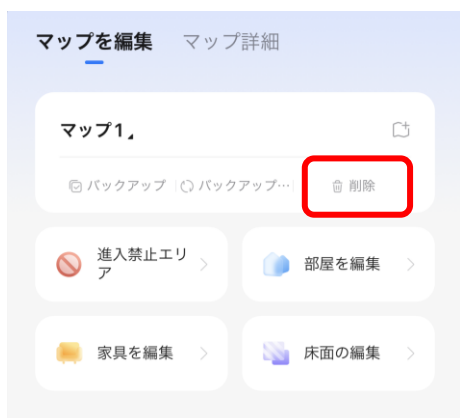 マップを編集 マップ詳細
マップ1
バックアップ バックアップ… 削除
進入禁止エリ
ア
部屋を編集
家具を編集 床面の編集